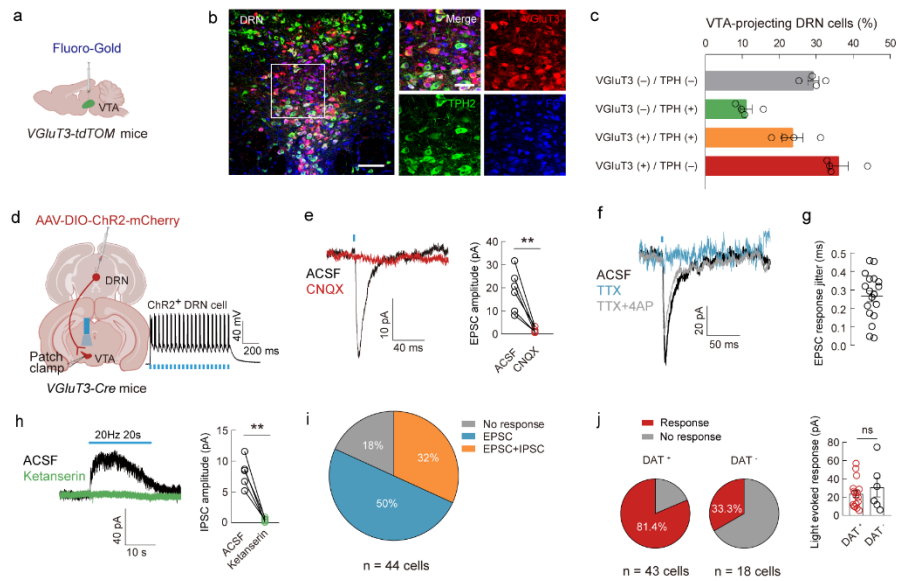 a
Fluoro-Gold
VTA
VGluT3-tdTOM mice
b
DRN
Merge
VGluT3
TPH2
c
VTA-projecting DRN cells (%)
0 10 20 30 40 50
VGluT3 (–) / TPH (–)
VGluT3 (–) / TPH (+)
VGluT3 (+) / TPH (+)
VGluT3 (+) / TPH (–)
d
AAV-DIO-ChR2-mCherry
DRN
ChR2+ DRN cell
40 mV
200 ms
Patch
clamp
VTA
VGluT3-Cre mice
e
ACSF
CNQX
10 pA
40 ms
**
EPSC amplitude (pA)
40
30
20
10
0
ACSF
CNQX
f
ACSF
TTX
TTX+4AP
20 pA
50 ms
g
EPSC response jitter (ms)
0.5
0.4
0.3
0.2
0.1
0.0
h
20Hz 20s
ACSF
Ketanserin
40 pA
10 s
**
IPSC amplitude (pA)
15
10
5
0
ACSF
Ketanserin
i
No response
EPSC
EPSC+IPSC
18%
32%
50%
n = 44 cells
j
Response
No response
DAT +
DAT -
81.4%
33.3%
n = 43 cells
n = 18 cells
ns
Light evoked response (pA)
80
60
40
20
0
DAT+
DAT-